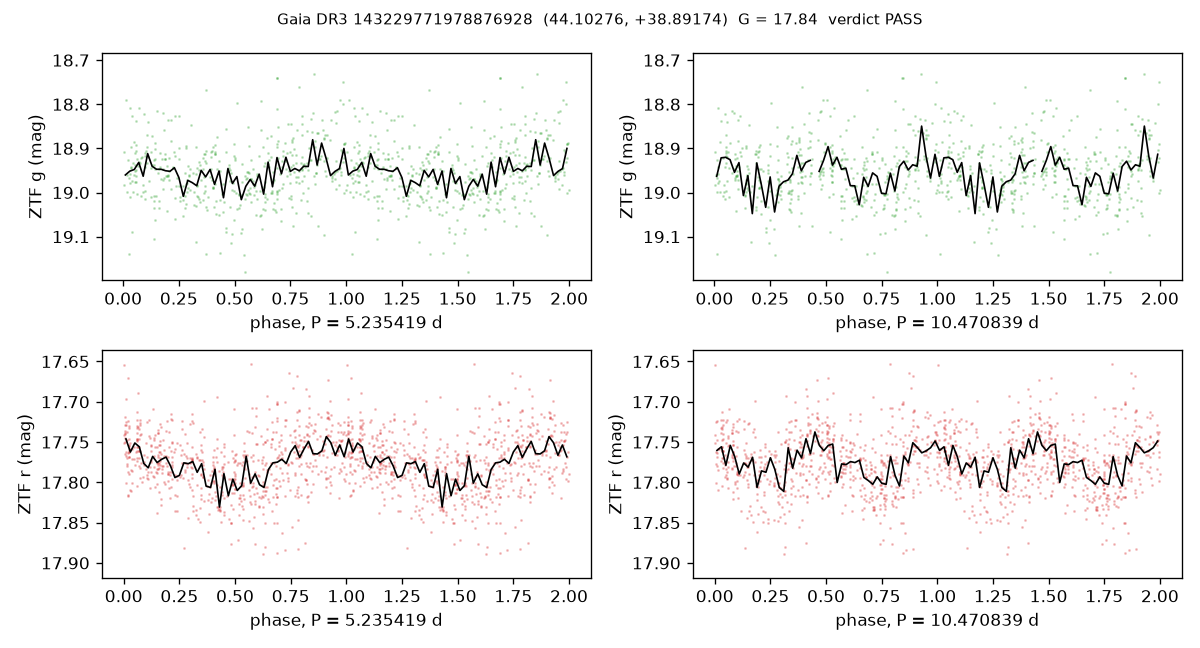 Gaia DR3 143229771978876928  (44.10276, +38.89174)  G = 17.84  verdict PASS
18.7
18.8
18.9
19.0
19.1
ZTF g (mag)
0.00 0.25 0.50 0.75 1.00 1.25 1.50 1.75 2.00
phase, P = 5.235419 d
18.7
18.8
18.9
19.0
19.1
ZTF g (mag)
0.00 0.25 0.50 0.75 1.00 1.25 1.50 1.75 2.00
phase, P = 10.470839 d
17.65
17.70
17.75
17.80
17.85
17.90
ZTF r (mag)
0.00 0.25 0.50 0.75 1.00 1.25 1.50 1.75 2.00
phase, P = 5.235419 d
17.65
17.70
17.75
17.80
17.85
17.90
ZTF r (mag)
0.00 0.25 0.50 0.75 1.00 1.25 1.50 1.75 2.00
phase, P = 10.470839 d